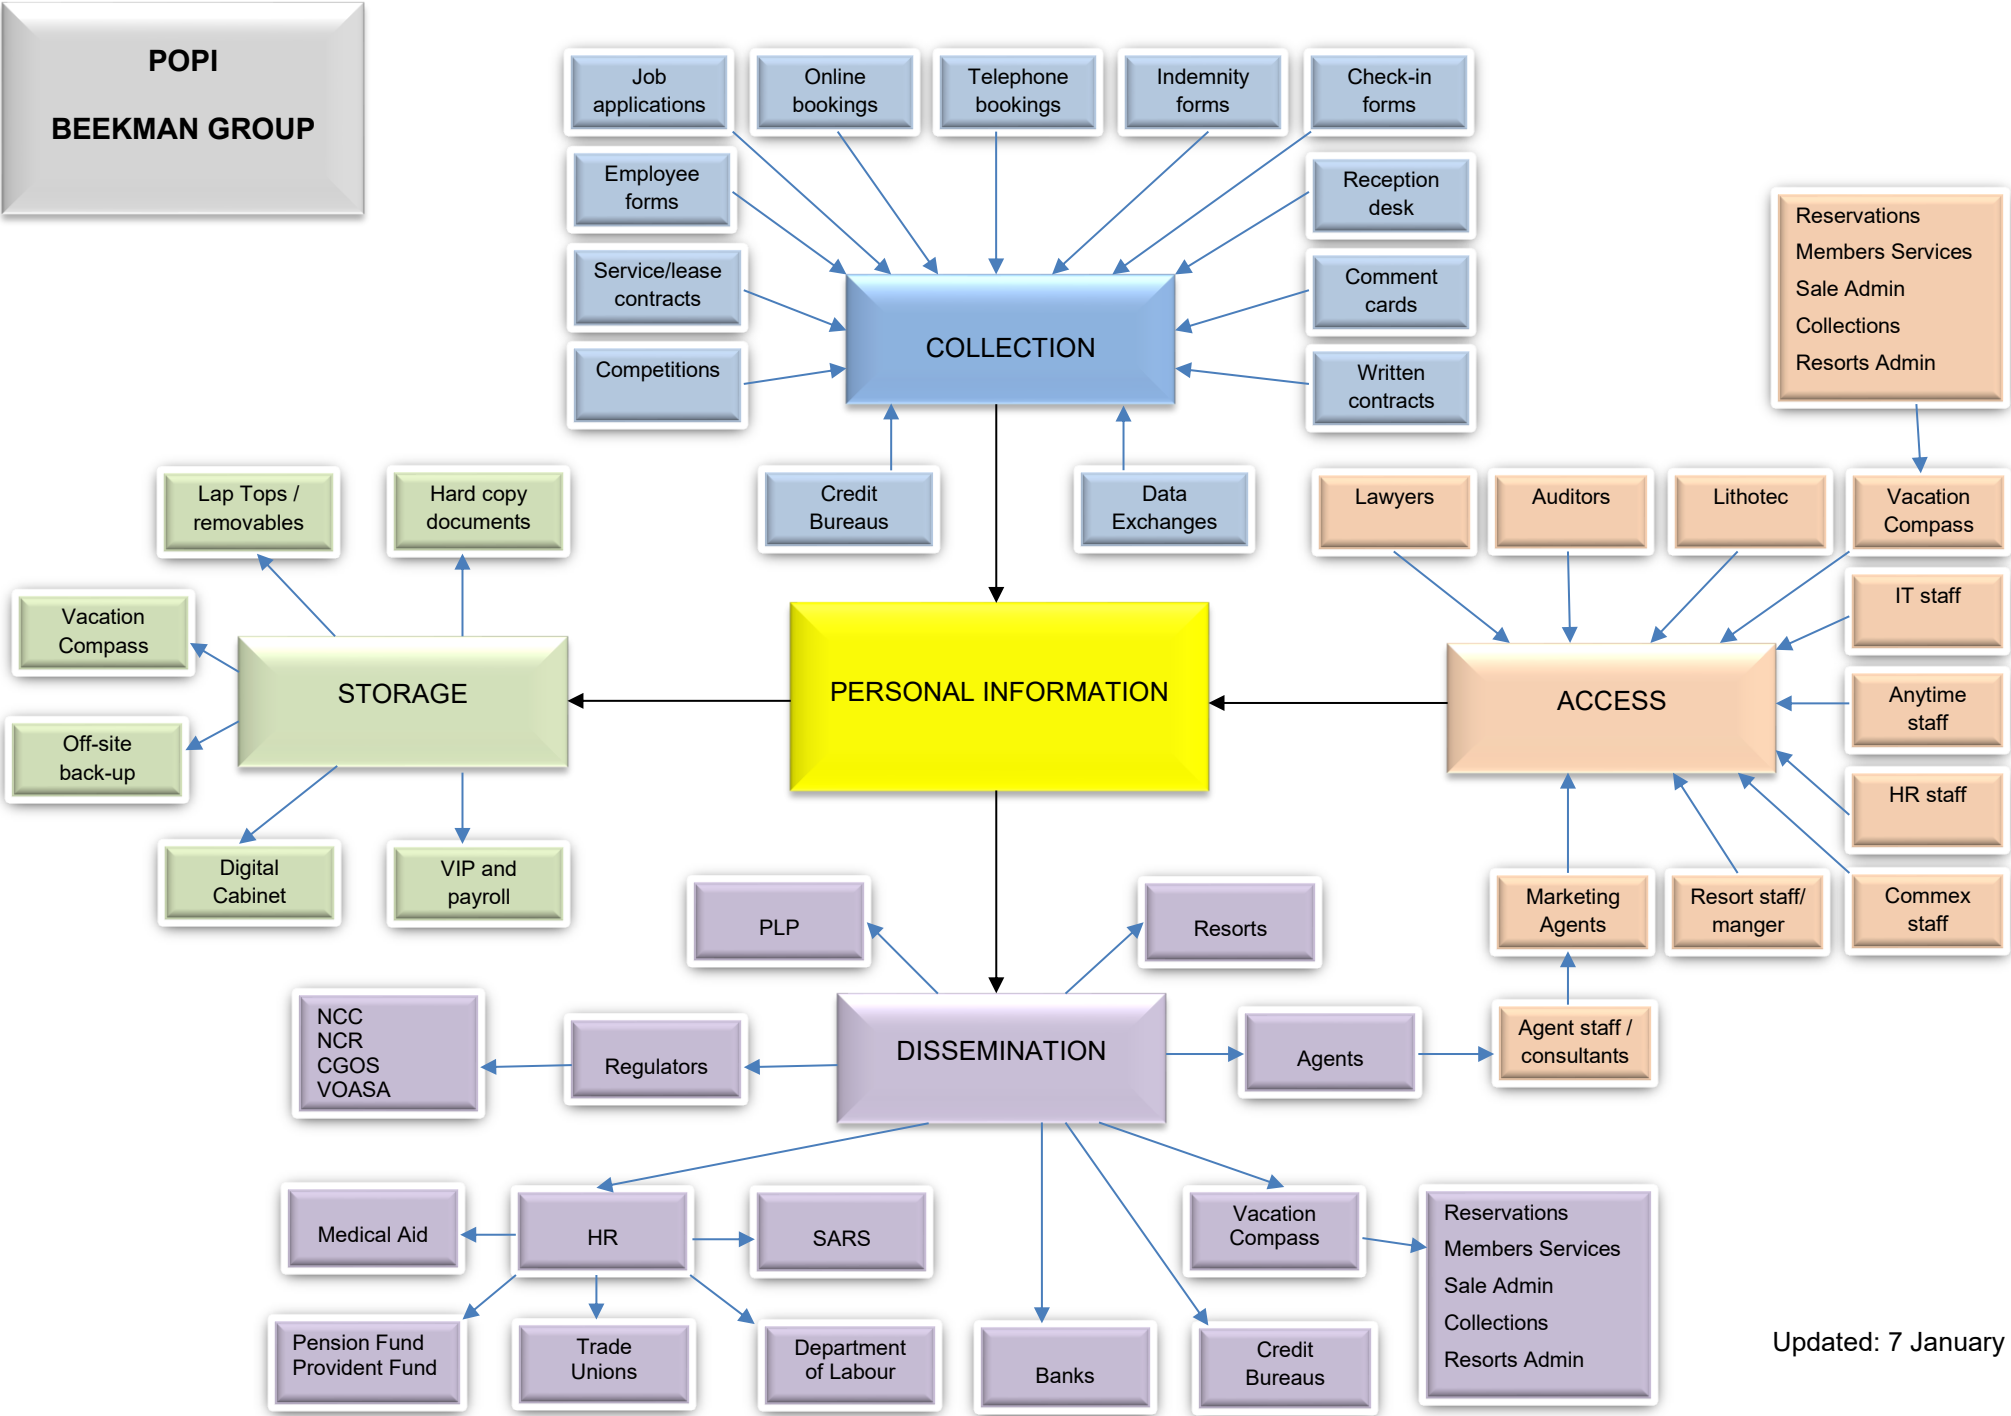 POPI
BEEKMAN GROUP
Job
applications
Online
bookings
Telephone
bookings
Indemnity
forms
Check-in
forms
Employee
forms
Reception
desk
Service/lease
contracts
Comment
cards
Competitions
Written
contracts
COLLECTION
Credit
Bureaus
Data
Exchanges
Reservations
Members Services
Sale Admin
Collections
Resorts Admin
Lap Tops /
removables
Hard copy
documents
Vacation
Compass
Off-site
back-up
STORAGE
Digital
Cabinet
VIP and
payroll
PERSONAL INFORMATION
Lawyers
Auditors
Lithotec
Vacation
Compass
IT staff
ACCESS
Anytime
staff
HR staff
Marketing
Agents
Resort staff/
manger
Commex
staff
PLP
Resorts
NCC
NCR
CGOS
VOASA
Regulators
DISSEMINATION
Agents
Agent staff /
consultants
Medical Aid
HR
SARS
Vacation
Compass
Reservations
Members Services
Sale Admin
Collections
Resorts Admin
Pension Fund
Provident Fund
Trade
Unions
Department
of Labour
Banks
Credit
Bureaus
Updated: 7 January